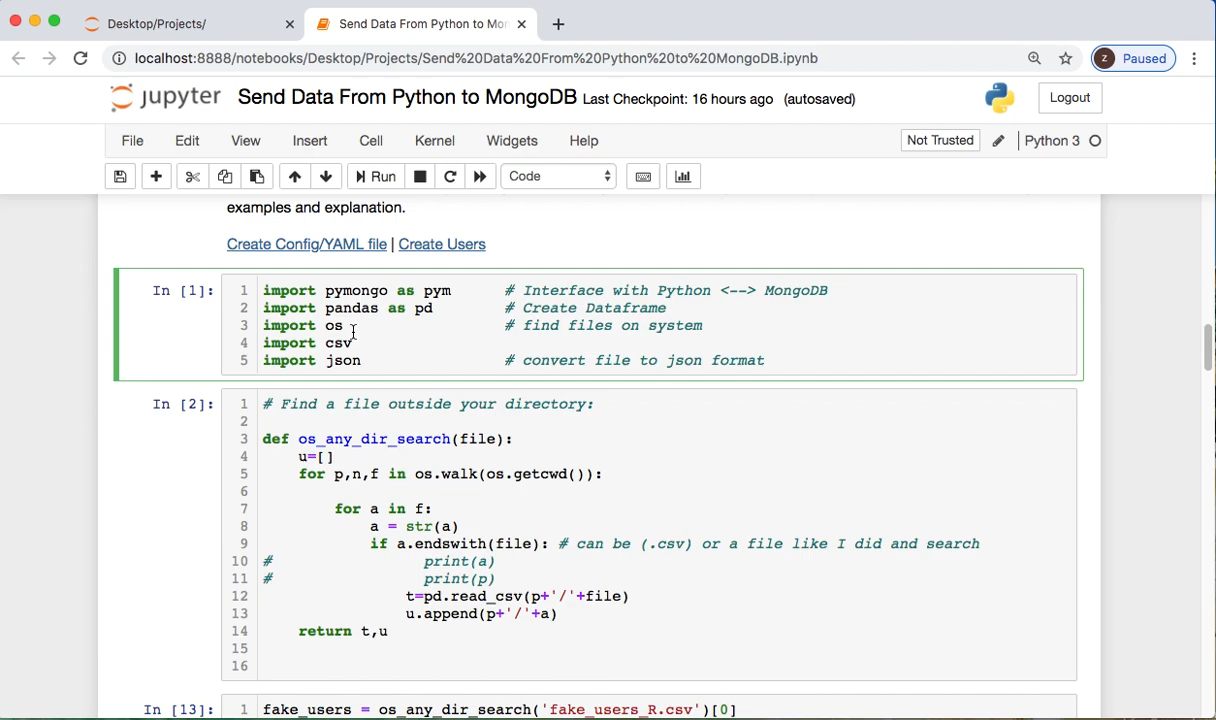 Desktop/Projects/
Send Data From Python to Mon
localhost:8888/notebooks/Desktop/Projects/Send%20Data%20From%20Python%20to%20MongoDB.ipynb
Z Paused
jupyter Send Data From Python to MongoDB Last Checkpoint: 16 hours ago (autosaved)
Logout
File Edit View Insert Cell Kernel Widgets Help
Not Trusted Python 3
Run Code
examples and explanation.
Create Config/YAML file | Create Users
In [1]:
1 import pymongo as pym # Interface with Python <--> MongoDB
2 import pandas as pd # Create Dataframe
3 import os # find files on system
4 import csv
5 import json # convert file to json format
In [2]:
1 # Find a file outside your directory:
2
3 def os_any_dir_search(file):
4 u=[]
5 for p,n,f in os.walk(os.getcwd()):
6
7 for a in f:
8 a = str(a)
9 if a.endswith(file): # can be (.csv) or a file like I did and search
10 # print(a)
11 # print(p)
12 t=pd.read_csv(p+'/'+file)
13 u.append(p+'/'+a)
14 return t,u
15
16
In [13]:
1 fake_users = os_any_dir_search('fake_users_R.csv')[0]